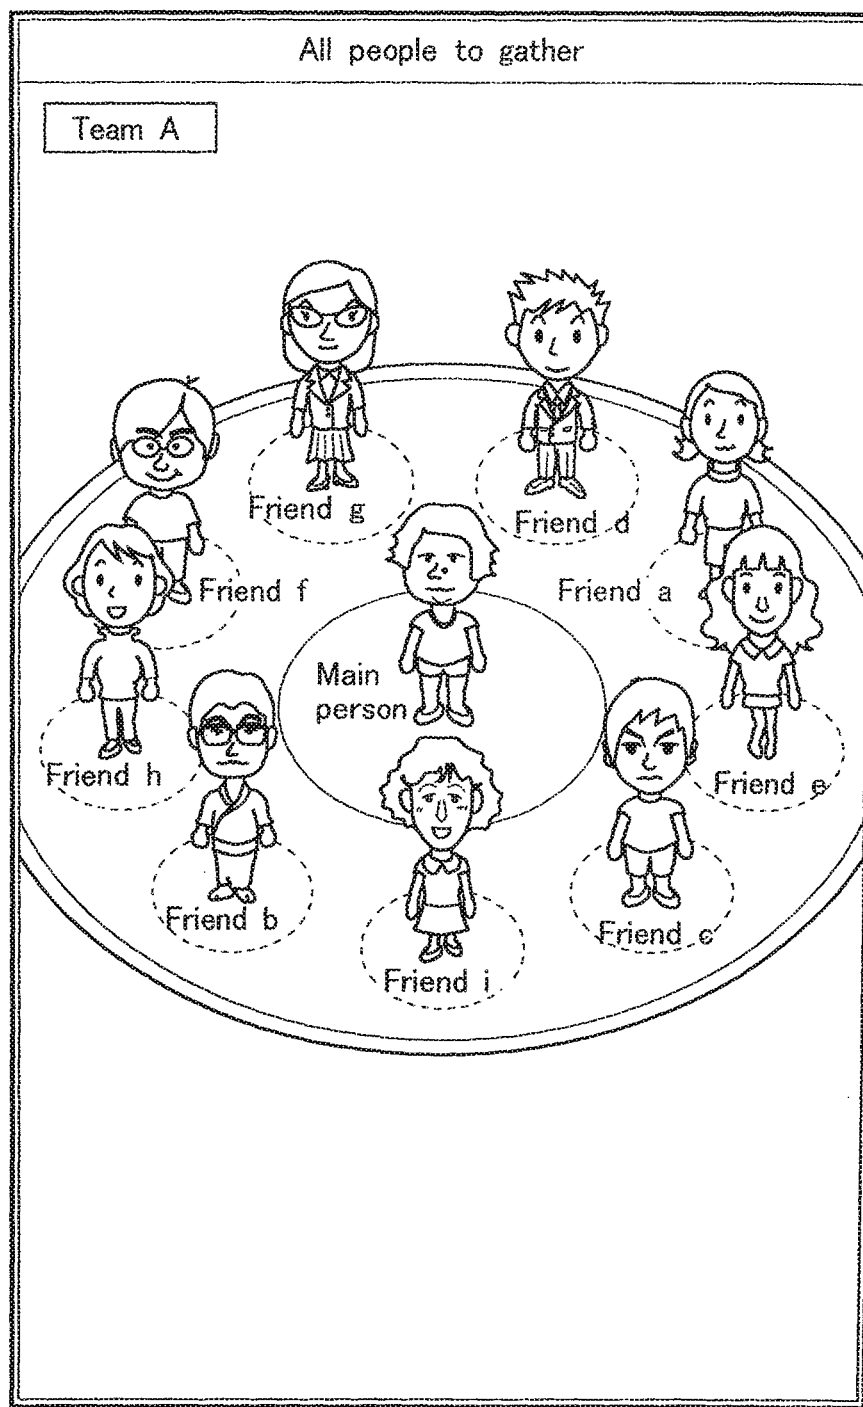 All people to gather
Team A
Friend g
Friend d
Friend f
Friend a
Main
person
Friend h
Friend e
Friend b
Friend c
Friend i